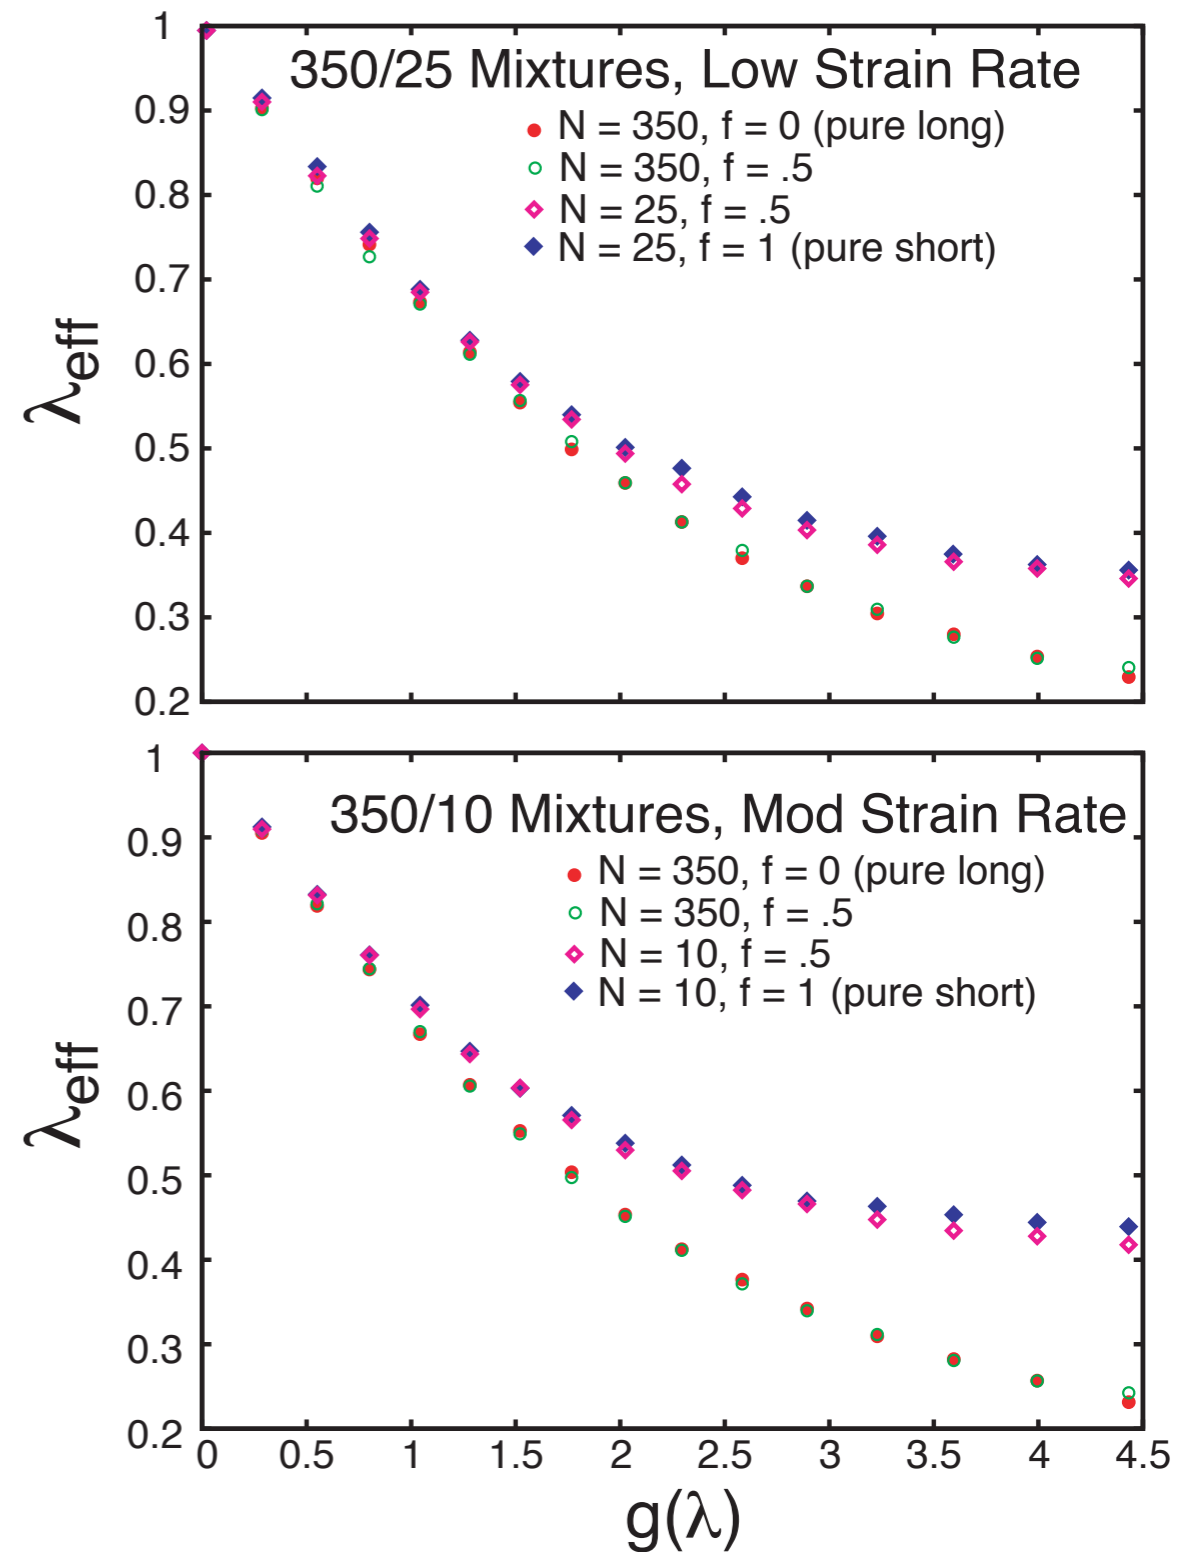 350/25 Mixtures, Low Strain Rate
N = 350, f = 0 (pure long)
N = 350, f = .5
N = 25, f = .5
N = 25, f = 1 (pure short)
λeff
1
0.9
0.8
0.7
0.6
0.5
0.4
0.3
0.2
350/10 Mixtures, Mod Strain Rate
N = 350, f = 0 (pure long)
N = 350, f = .5
N = 10, f = .5
N = 10, f = 1 (pure short)
λeff
1
0.9
0.8
0.7
0.6
0.5
0.4
0.3
0.2
0 0.5 1 1.5 2 2.5 3 3.5 4 4.5
g(λ)